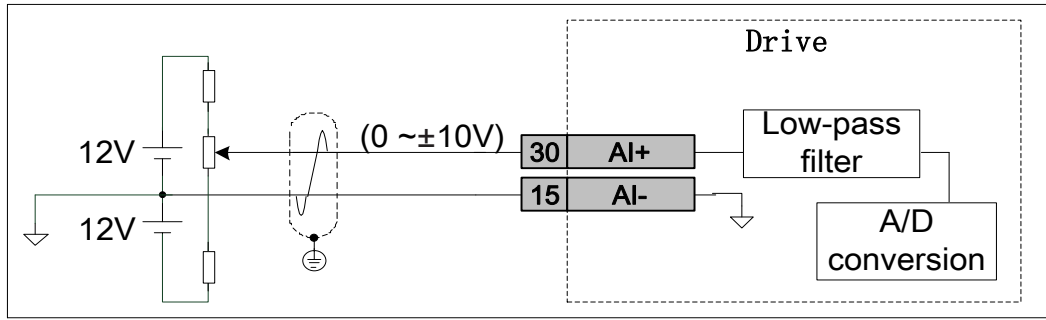 Drive
12V
12V
(0 ~±10V)
30 AI+
15 AI-
Low-pass
filter
A/D
conversion